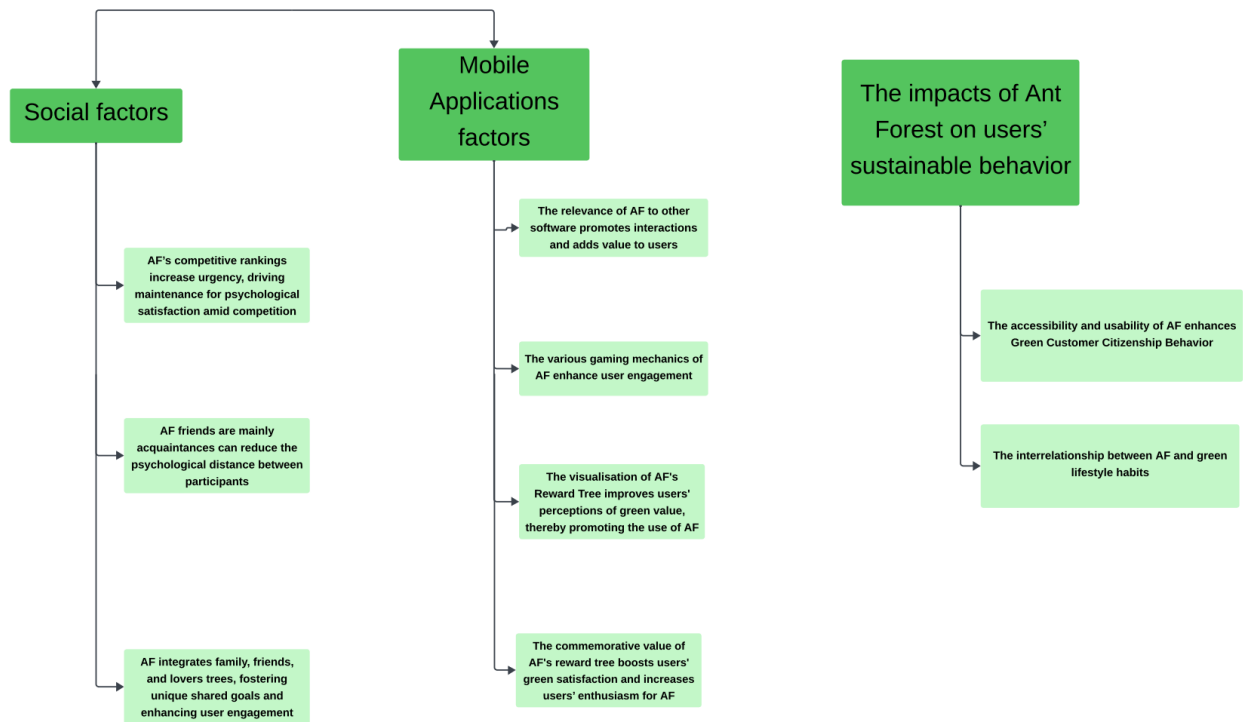 Social factors
AF's competitive rankings
increase urgency, driving
maintenance for psychological
satisfaction amid competition
AF friends are mainly
acquaintances can reduce the
psychological distance between
participants
AF integrates family, friends,
and lovers trees, fostering
unique shared goals and
enhancing user engagement
Mobile
Applications
factors
The relevance of AF to other
software promotes interactions
and adds value to users
The various gaming mechanics of
AF enhance user engagement
The visualisation of AF's
Reward Tree improves users'
perceptions of green value,
thereby promoting the use of AF
The commemorative value of
AF's reward tree boosts users'
green satisfaction and increases
users' enthusiasm for AF
The impacts of Ant
Forest on users'
sustainable behavior
The accessibility and usability of AF enhances
Green Customer Citizenship Behavior
The interrelationship between AF and green
lifestyle habits